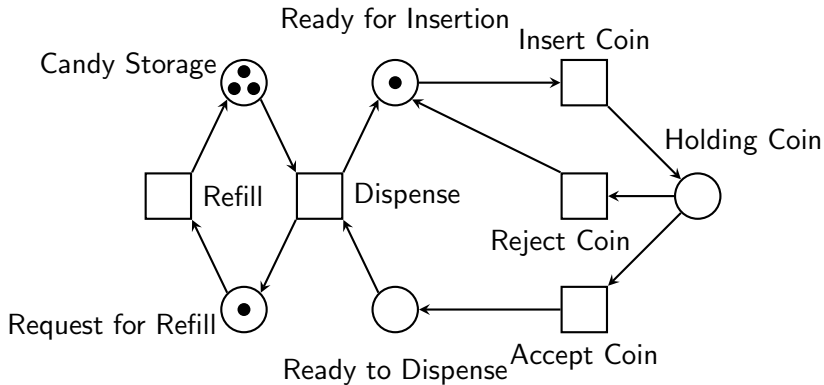 Ready for Insertion
Insert Coin
Candy Storage
Holding Coin
Refill
Dispense
Reject Coin
Request for Refill
Ready to Dispense
Accept Coin